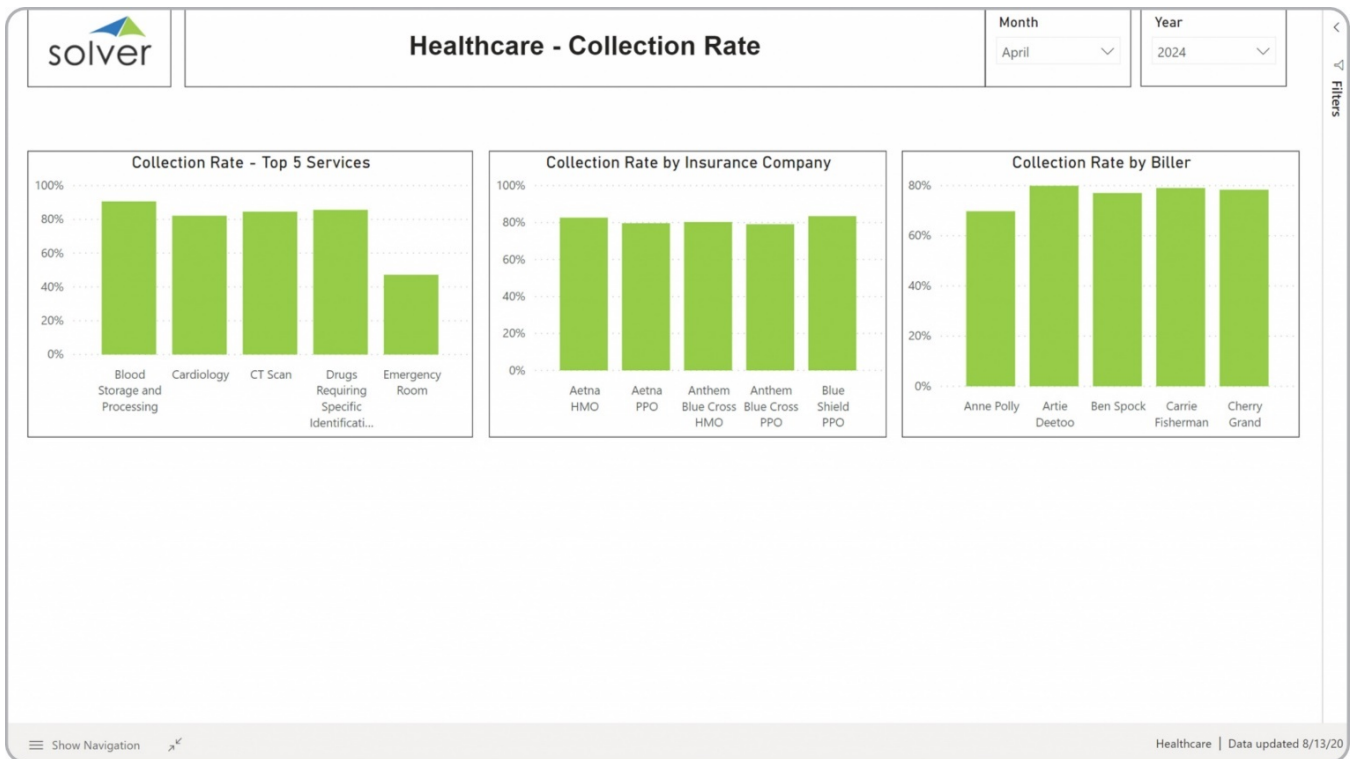 solver
Healthcare - Collection Rate
Month
April
Year
2024
Filters
Collection Rate - Top 5 Services
100%
80%
60%
40%
20%
0%
Blood
Storage and
Processing
Cardiology
CT Scan
Drugs
Requiring
Specific
Identificati...
Emergency
Room
Collection Rate by Insurance Company
100%
80%
60%
40%
20%
0%
Aetna
HMO
Aetna
PPO
Anthem
Blue Cross
HMO
Anthem
Blue Cross
PPO
Blue
Shield
PPO
Collection Rate by Biller
80%
60%
40%
20%
0%
Anne Polly
Artie
Deetoo
Ben Spock
Carrie
Fisherman
Cherry
Grand
Show Navigation
Healthcare | Data updated 8/13/20